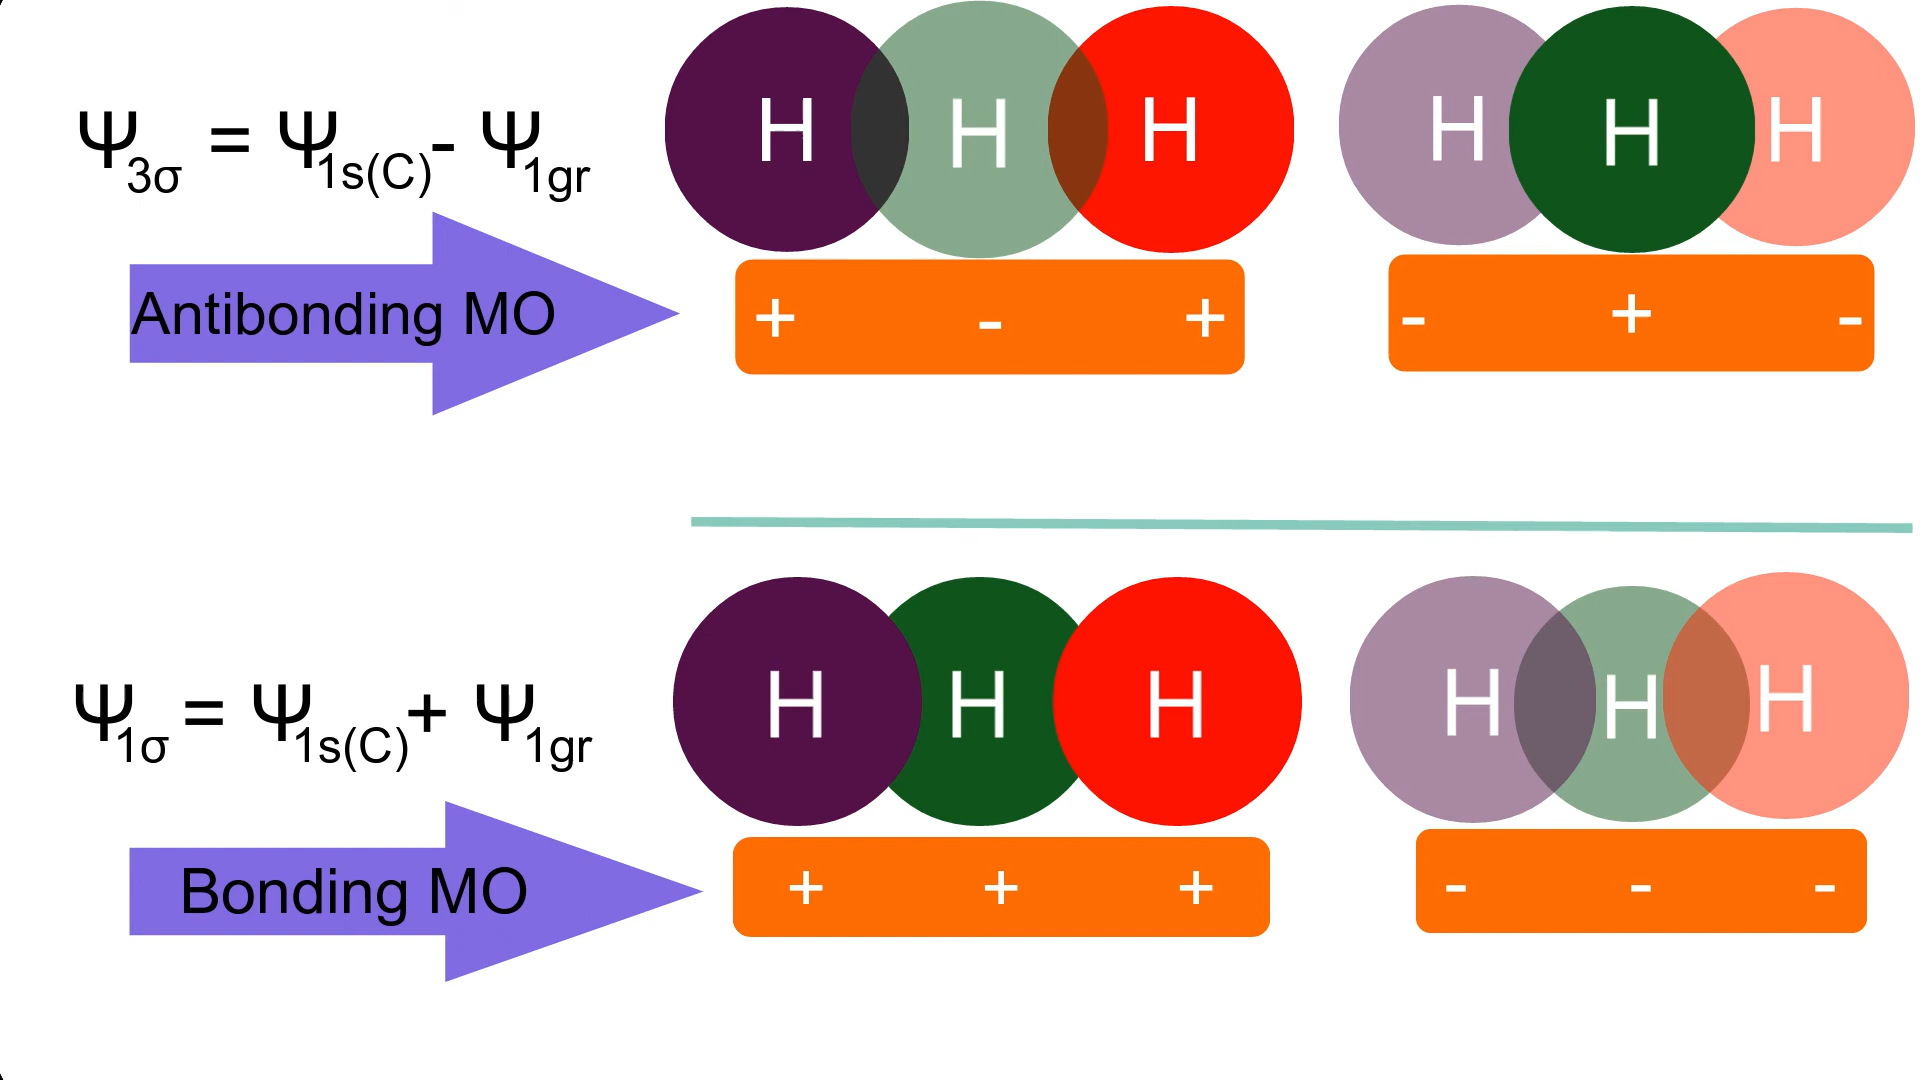 Ψ3σ = Ψ1s(C)- Ψ1gr
H H H
H H H
Antibonding MO
+ - +
- + -
Ψ1σ = Ψ1s(C)+ Ψ1gr
H H H
H H H
Bonding MO
+ + +
- - -